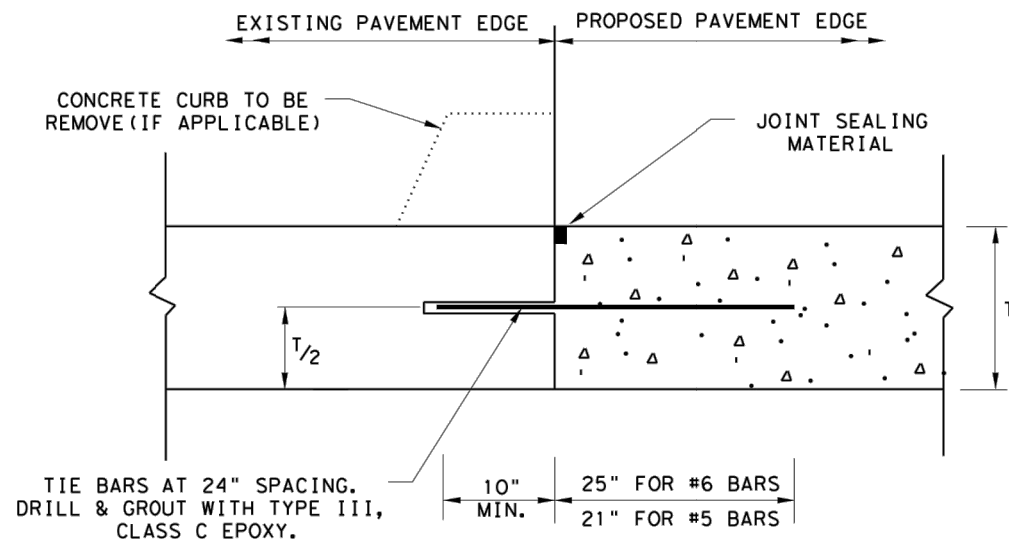 EXISTING PAVEMENT EDGE
PROPOSED PAVEMENT EDGE
CONCRETE CURB TO BE
REMOVE(IF APPLICABLE)
JOINT SEALING
MATERIAL
T/2
T
TIE BARS AT 24" SPACING.
DRILL & GROUT WITH TYPE III,
CLASS C EPOXY.
10"
MIN.
25" FOR #6 BARS
21" FOR #5 BARS